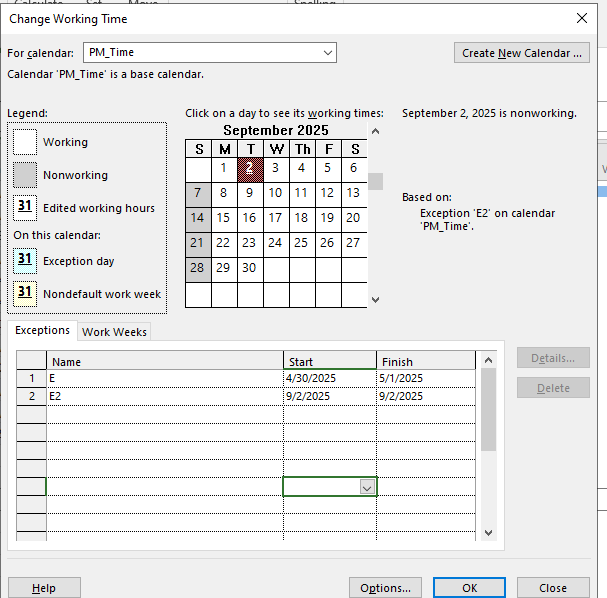 Change Working Time
For calendar: PM_Time Create New Calendar ...
Calendar 'PM_Time' is a base calendar.
Legend:
Working
Nonworking
31 Edited working hours
On this calendar:
31 Exception day
31 Nondefault work week
Click on a day to see its working times:
September 2025
S M T W Th F S
1 2 3 4 5 6
7 8 9 10 11 12 13
14 15 16 17 18 19 20
21 22 23 24 25 26 27
28 29 30
September 2, 2025 is nonworking.
Based on:
Exception 'E2' on calendar
'PM_Time'.
Exceptions Work Weeks
Name Start Finish
1 E 4/30/2025 5/1/2025
2 E2 9/2/2025 9/2/2025
Details...
Delete
Help Options... OK Close